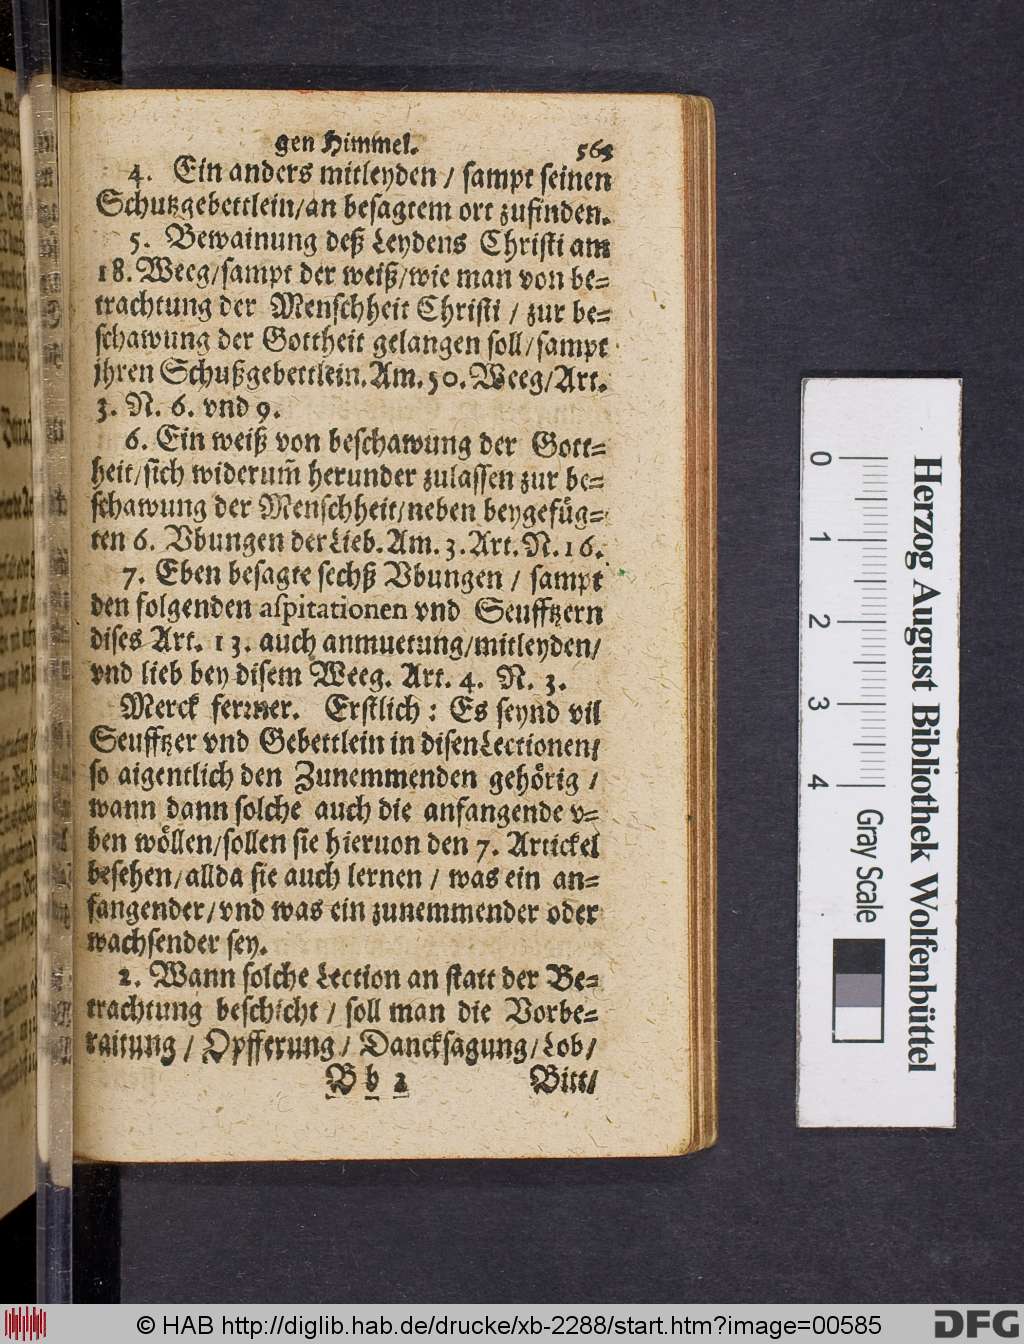 gen Himmel. 563
4. Ein anders mitleyden / sampt seinen
Schutzgebettlein/an besagtem ort zufinden.
5. Bewainung deß Leydens Christi am
18. Weeg/sampt der weiß/wie man von be=
trachtung der Menschheit Christi / zur be=
schawung der Gottheit gelangen soll/sampt
jhren Schußgebettlein. Am. 50. Weeg/Art.
3. N. 6. vnd 9.
6. Ein weiß von beschawung der Gott=
heit/sich widerum̃ herunder zulassen zur be=
schawung der Menschheit/neben beygefüg=
ten 6. Vbungen der Lieb. Am. 3. Art. N. 16.
7. Eben besagte sechß Vbungen / sampt
den folgenden aspitationen vnd Seufftzern
dises Art. 13. auch anmuetung/mitleyden/
vnd lieb bey disem Weeg. Art. 4. N. 3.
Merck ferrner. Erstlich : Es seynd vil
Seufftzer vnd Gebettlein in disen Lectionen/
so aigentlich den Zunemmenden gehörig /
wann dann solche auch die anfangende v=
ben wöllen/sollen sie hieruon den 7. Artickel
besehen/allda sie auch lernen / was ein an=
fangender/vnd was ein zunemmender oder
wachsender sey.
2. Wann solche Lection an statt der Be=
trachtung beschicht / soll man die Vorbe=
raitung / Opfferung / Dancksagung/Lob/
B b 2 Bitt/
0 1 2 3 4
Herzog August Bibliothek Wolfenbüttel
Gray Scale
© HAB http://diglib.hab.de/drucke/xb-2288/start.htm?image=00585
DFG